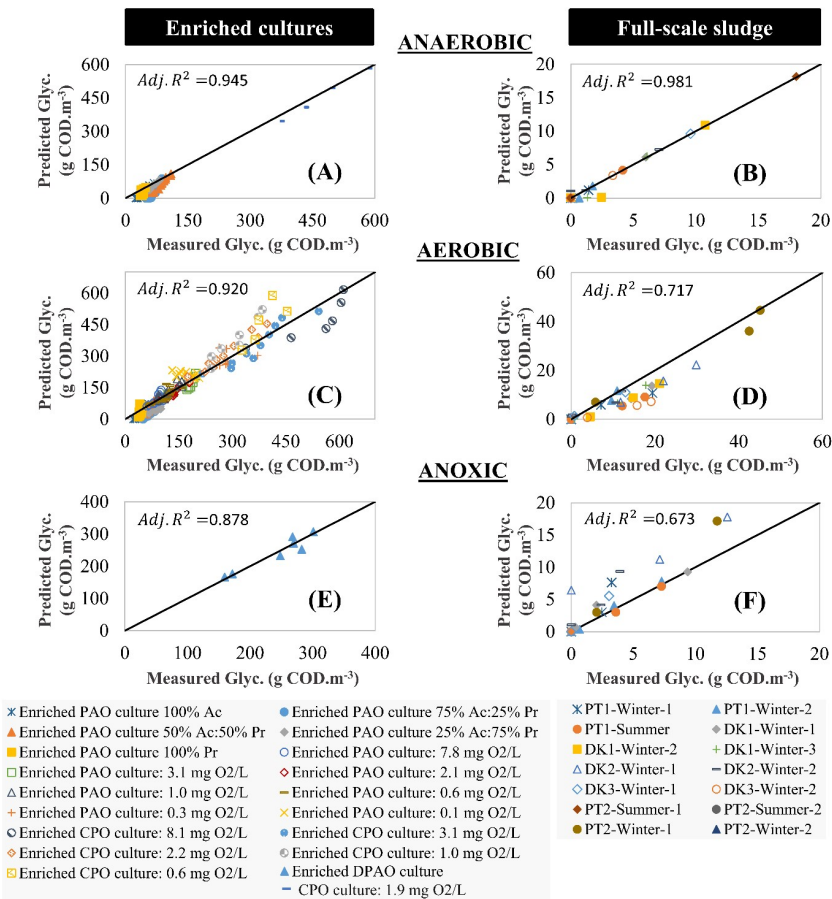 Enriched cultures
Full-scale sludge
ANAEROBIC
Predicted Glyc.
(g COD.m-3)
600
450
300
150
0
Adj. R² =0.945
(A)
0 150 300 450 600
Measured Glyc. (g COD.m-3)
Predicted Glyc.
(g COD.m-3)
20
15
10
5
0
Adj. R² =0.981
(B)
0 5 10 15 20
Measured Glyc. (g COD.m-3)
AEROBIC
Predicted Glyc.
(g COD.m-3)
600
450
300
150
0
Adj. R² =0.920
(C)
0 150 300 450 600
Measured Glyc. (g COD.m-3)
Predicted Glyc.
(g COD.m-3)
60
40
20
0
Adj. R² =0.717
(D)
0 20 40 60
Measured Glyc. (g COD.m-3)
ANOXIC
Predicted Glyc.
(g COD.m-3)
400
300
200
100
0
Adj. R² =0.878
(E)
0 100 200 300 400
Measured Glyc. (g COD.m-3)
Predicted Glyc.
(g COD.m-3)
20
15
10
5
0
Adj. R² =0.673
(F)
0 5 10 15 20
Measured Glyc. (g COD.m-3)
Enriched PAO culture 100% Ac
Enriched PAO culture 75% Ac:25% Pr
Enriched PAO culture 50% Ac:50% Pr
Enriched PAO culture 25% Ac:75% Pr
Enriched PAO culture 100% Pr
Enriched PAO culture: 7.8 mg O2/L
Enriched PAO culture: 3.1 mg O2/L
Enriched PAO culture: 2.1 mg O2/L
Enriched PAO culture: 1.0 mg O2/L
Enriched PAO culture: 0.6 mg O2/L
Enriched PAO culture: 0.3 mg O2/L
Enriched PAO culture: 0.1 mg O2/L
Enriched CPO culture: 8.1 mg O2/L
Enriched CPO culture: 3.1 mg O2/L
Enriched CPO culture: 2.2 mg O2/L
Enriched CPO culture: 1.0 mg O2/L
Enriched CPO culture: 0.6 mg O2/L
Enriched DPAO culture
CPO culture: 1.9 mg O2/L
PT1-Winter-1
PT1-Winter-2
PT1-Summer
DK1-Winter-1
DK1-Winter-2
DK1-Winter-3
DK2-Winter-1
DK2-Winter-2
DK3-Winter-1
DK3-Winter-2
PT2-Summer-1
PT2-Summer-2
PT2-Winter-1
PT2-Winter-2